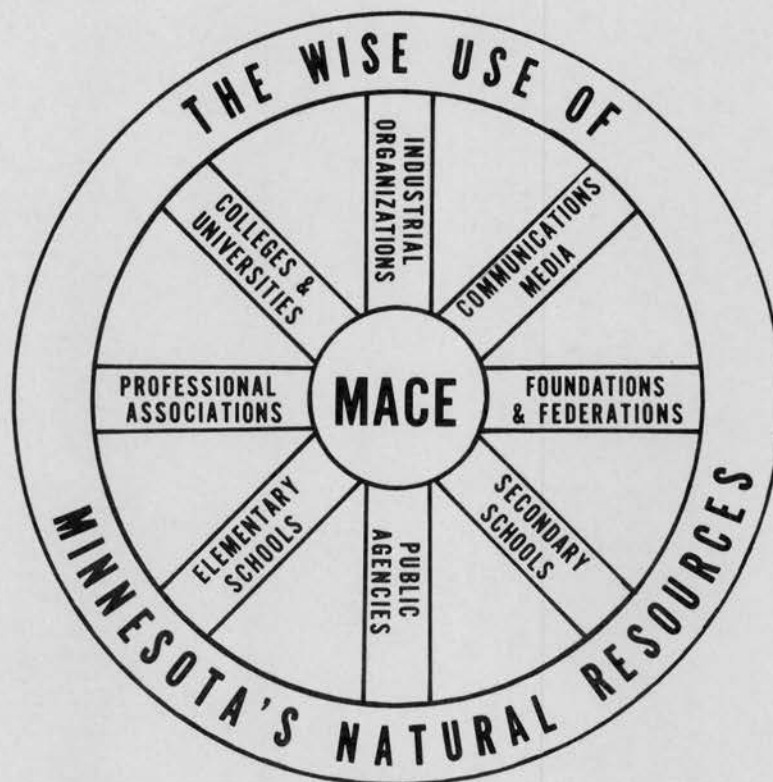 THE WISE USE OF
INDUSTRIAL
ORGANIZATIONS
COMMUNICATIONS
MEDIA
FOUNDATIONS
& FEDERATIONS
SECONDARY
SCHOOLS
PUBLIC
AGENCIES
ELEMENTARY
SCHOOLS
PROFESSIONAL
ASSOCIATIONS
COLLEGES &
UNIVERSITIES
MACE
MINNESOTA'S NATURAL RESOURCES